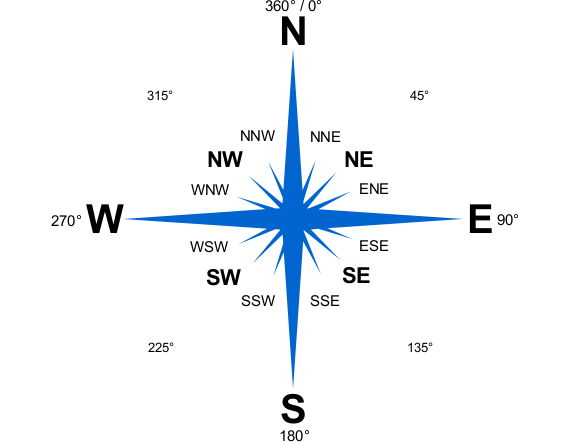 360° / 0°
N
315°
45°
NNW
NNE
NW
NE
WNW
ENE
270°
W
E
90°
WSW
ESE
SW
SE
SSW
SSE
225°
135°
S
180°